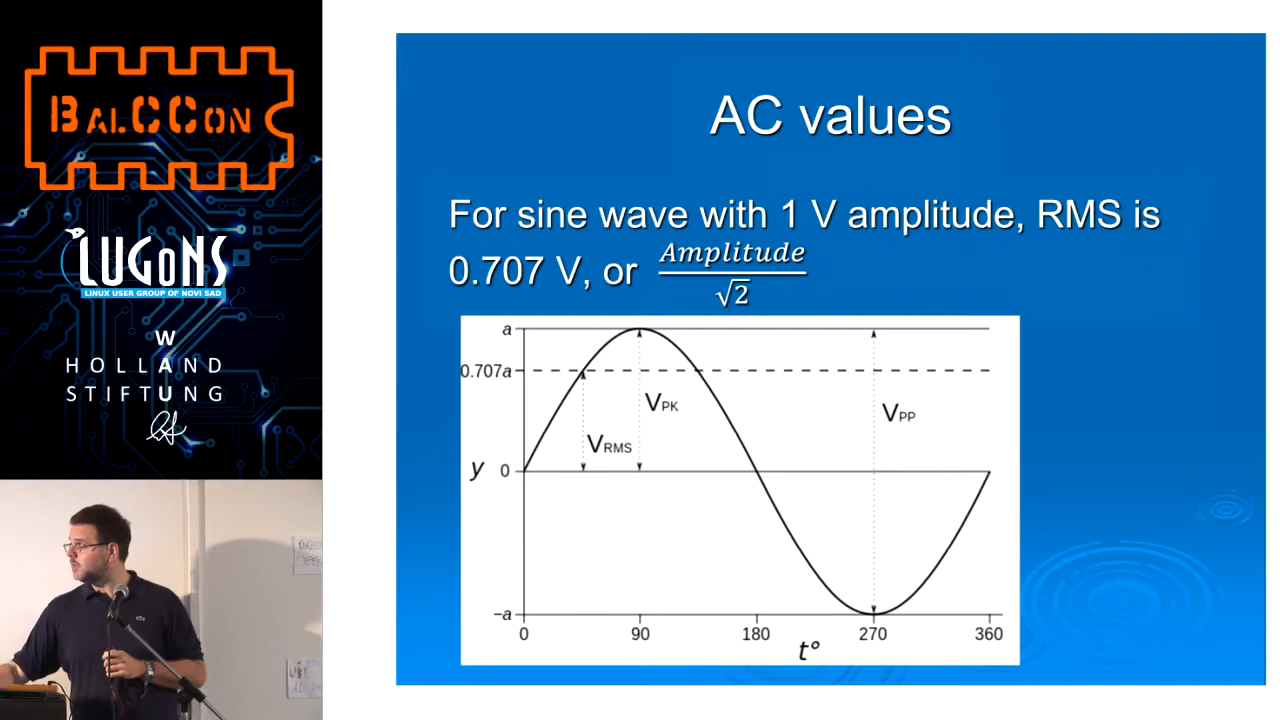 BALCCON
LUGONS
LINUX USER GROUP OF NOVI SAD
W
HOLLAND
STIFTUNG
AC values
For sine wave with 1 V amplitude, RMS is
0.707 V, or Amplitude/√2
a
0.707a
V_PK
V_PP
V_RMS
y 0
−a
0 90 180 270 360
t°